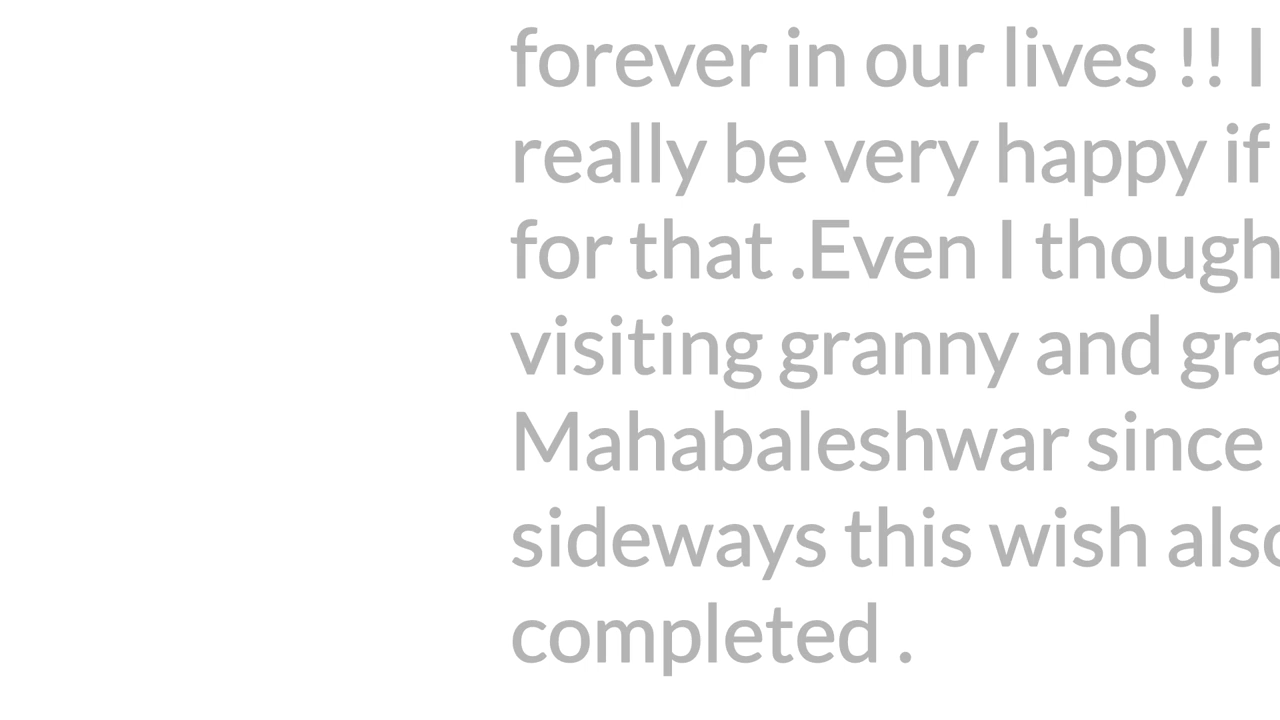 forever in our lives !! I
really be very happy if
for that .Even I though
visiting granny and gra
Mahabaleshwar since
sideways this wish also
completed .